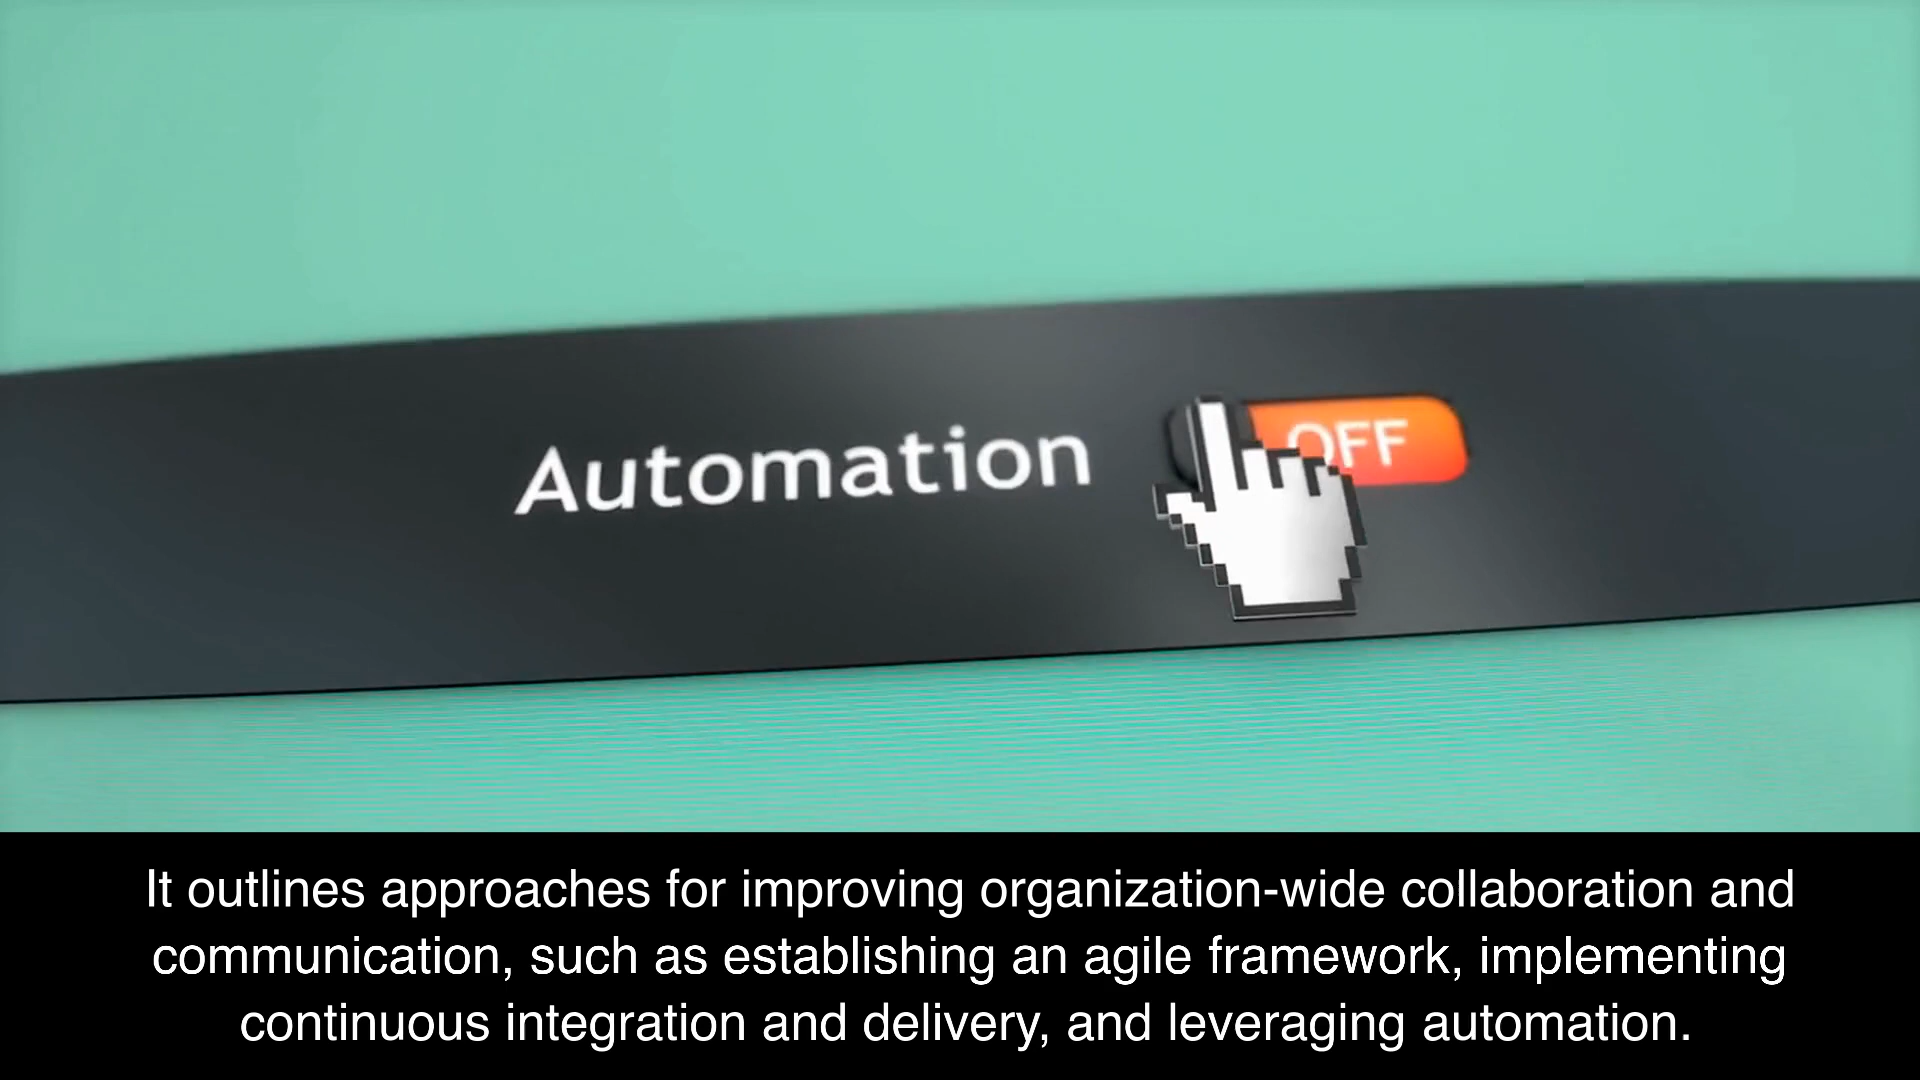 Automation OFF
It outlines approaches for improving organization-wide collaboration and
communication, such as establishing an agile framework, implementing
continuous integration and delivery, and leveraging automation.